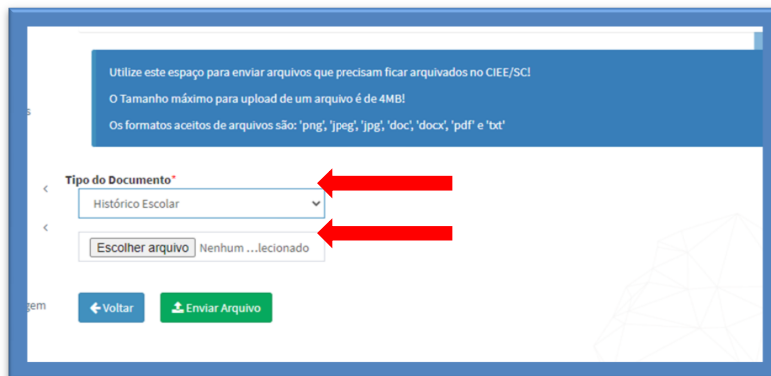 Utilize este espaço para enviar arquivos que precisam ficar arquivados no CIEE/SC!
O Tamanho máximo para upload de um arquivo é de 4MB!
Os formatos aceitos de arquivos são: 'png', 'jpeg', 'jpg', 'doc', 'docx', 'pdf' e 'txt'
Tipo do Documento*
Histórico Escolar
Escolher arquivo Nenhum ...lecionado
Voltar Enviar Arquivo